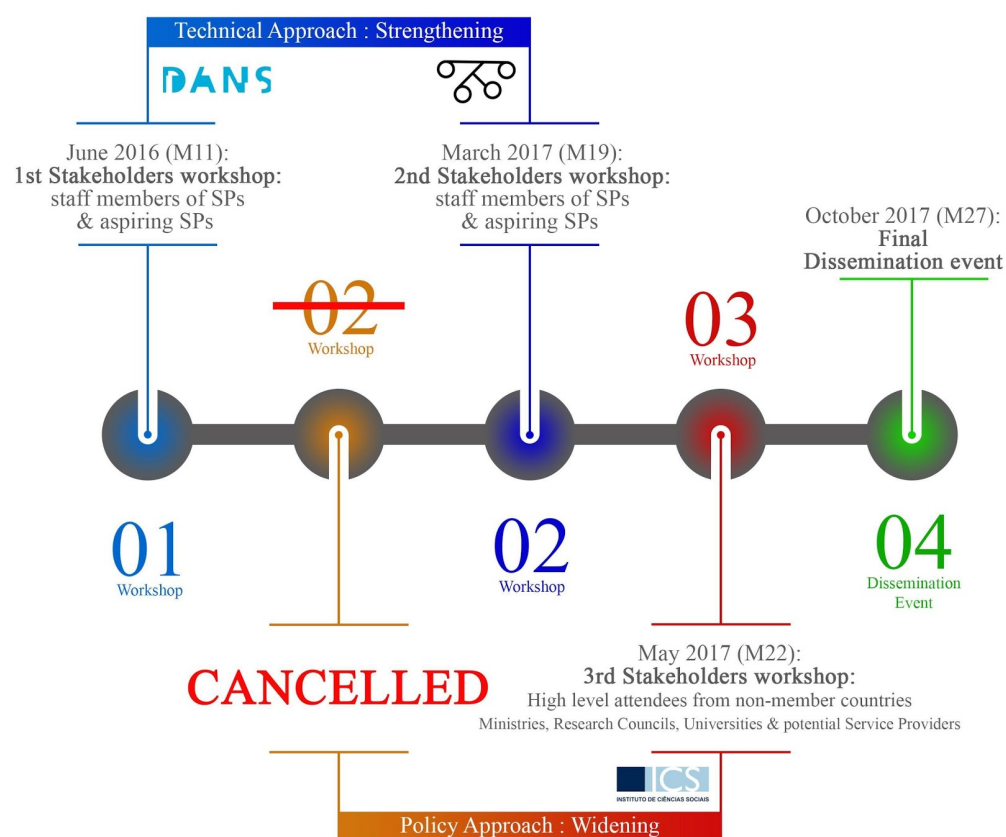 Technical Approach : Strengthening
DANS
June 2016 (M11):
1st Stakeholders workshop:
staff members of SPs
& aspiring SPs
March 2017 (M19):
2nd Stakeholders workshop:
staff members of SPs
& aspiring SPs
October 2017 (M27):
Final
Dissemination event
02
Workshop
03
Workshop
01
Workshop
02
Workshop
04
Dissemination
Event
CANCELLED
May 2017 (M22):
3rd Stakeholders workshop:
High level attendees from non-member countries
Ministries, Research Councils, Universities & potential Service Providers
ICS
INSTITUTO DE CIÊNCIAS SOCIAIS
Policy Approach : Widening